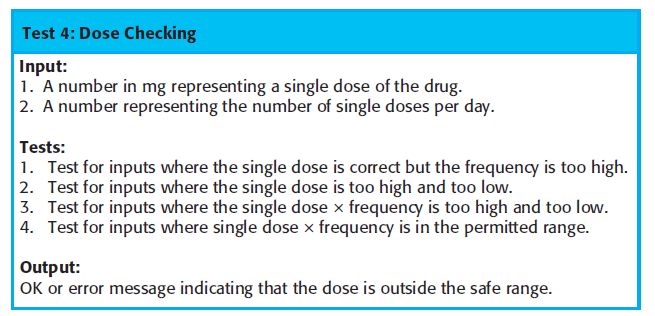 Test 4: Dose Checking
Input:
1. A number in mg representing a single dose of the drug.
2. A number representing the number of single doses per day.
Tests:
1. Test for inputs where the single dose is correct but the frequency is too high.
2. Test for inputs where the single dose is too high and too low.
3. Test for inputs where the single dose × frequency is too high and too low.
4. Test for inputs where single dose × frequency is in the permitted range.
Output:
OK or error message indicating that the dose is outside the safe range.